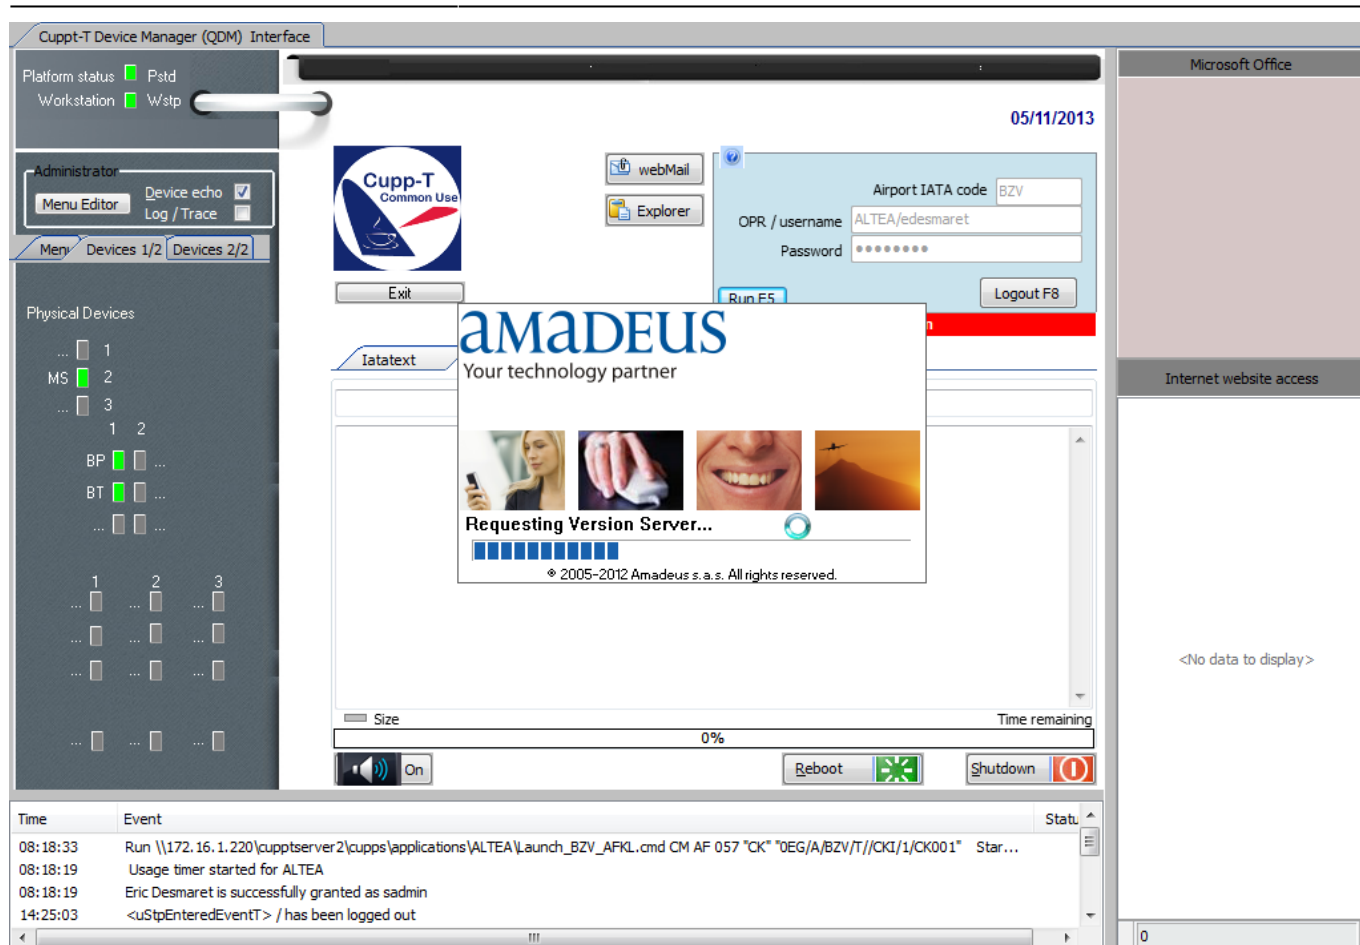 Cuppt-T Device Manager (QDM) Interface
Platform status Pstd
Workstation Wstp
Administrator
Menu Editor
Device echo
Log / Trace
Menu Devices 1/2 Devices 2/2
Physical Devices
... 1
MS 2
... 3
1 2
BP ...
BT ...
... ...
1 2 3
... ... ...
... ... ...
... ... ...
... ... ...
05/11/2013
Cupp-T
Common Use
Exit
webMail
Explorer
Airport IATA code BZV
OPR / username ALTEA/edesmaret
Password ●●●●●●●●
Run F5
Logout F8
n
Iatatext
aMaDEUS
Your technology partner
Requesting Version Server...
© 2005-2012 Amadeus s.a.s. All rights reserved.
Size Time remaining
0%
On
Reboot
Shutdown
Time Event Statu
08:18:33 Run \\172.16.1.220\cupptserver2\cupps\applications\ALTEA\Launch_BZV_AFKL.cmd CM AF 057 "CK" "0EG/A/BZV/T//CKI/1/CK001" Star...
08:18:19 Usage timer started for ALTEA
08:18:19 Eric Desmaret is successfully granted as sadmin
14:25:03 <uStpEnteredEventT> / has been logged out
Microsoft Office
Internet website access
<No data to display>
0